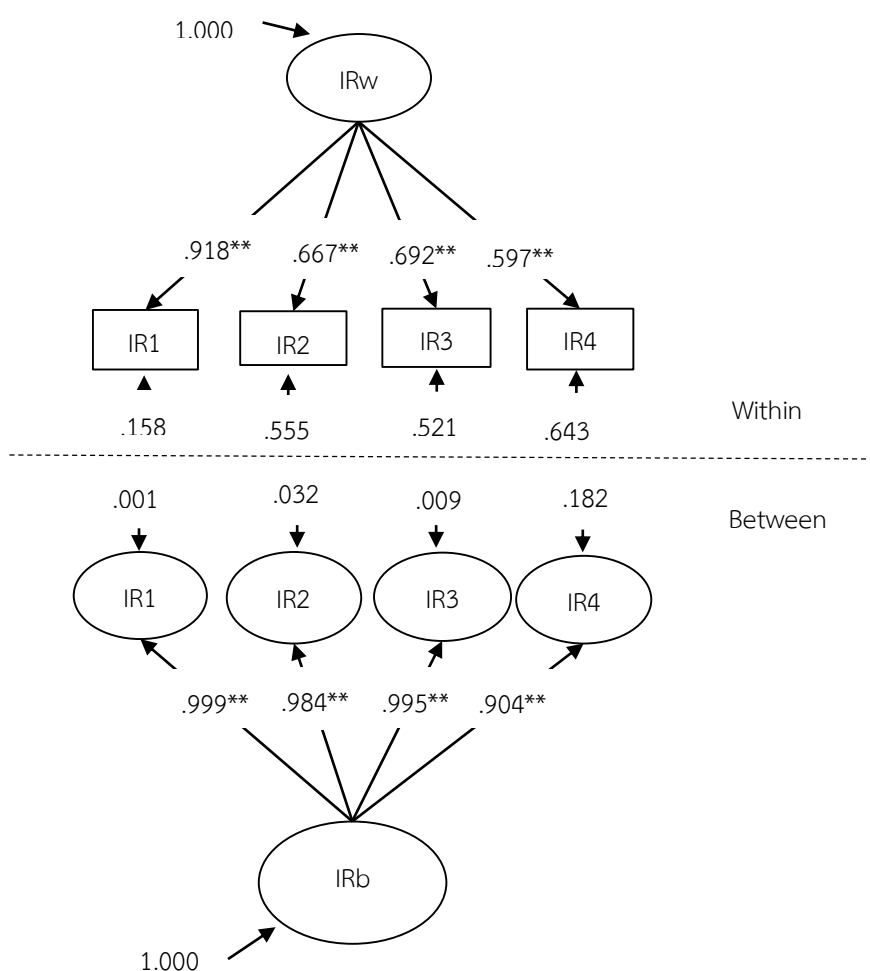 1.000
IRw
.918** .667** .692** .597**
IR1 IR2 IR3 IR4
.158 .555 .521 .643
Within
.001 .032 .009 .182
Between
IR1 IR2 IR3 IR4
.999** .984** .995** .904**
IRb
1.000